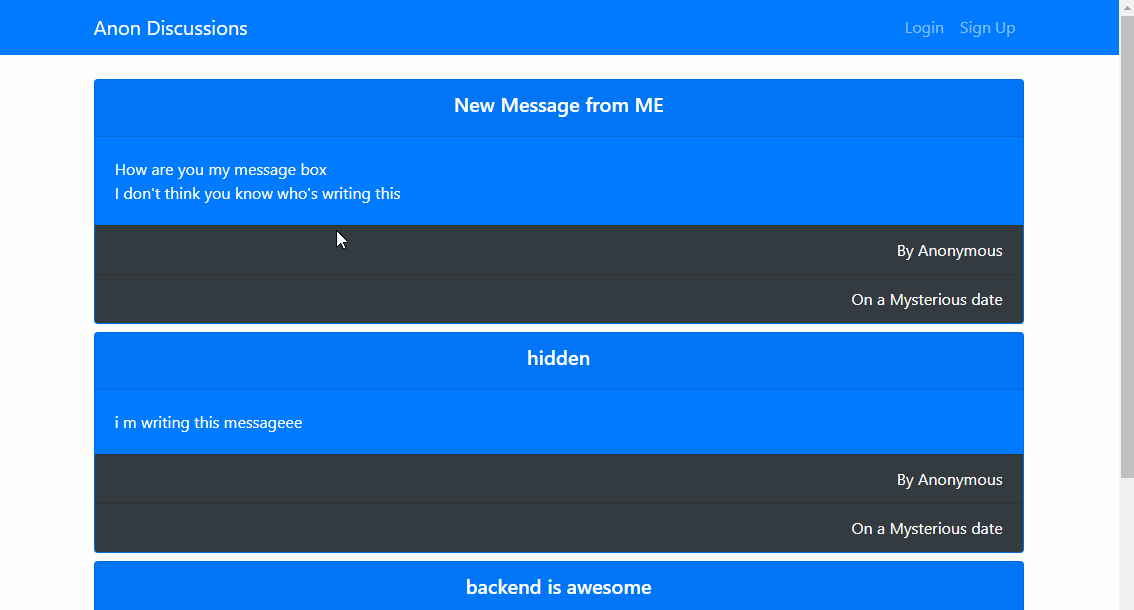 Anon Discussions
Login Sign Up
New Message from ME
How are you my message box
I don't think you know who's writing this
By Anonymous
On a Mysterious date
hidden
i m writing this messageee
By Anonymous
On a Mysterious date
backend is awesome